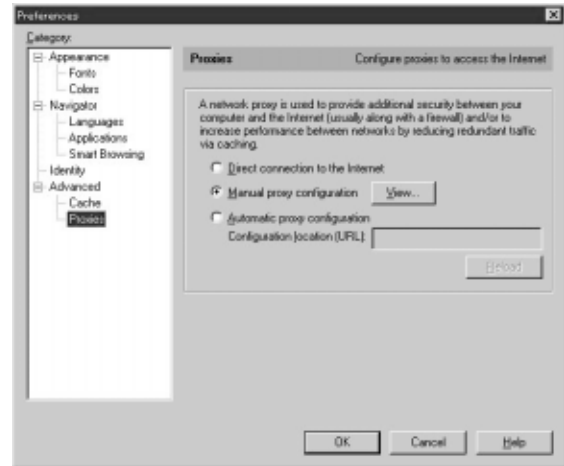 Preferences
Category:
Appearance
Fonts
Colors
Navigator
Languages
Applications
Smart Browsing
Identity
Advanced
Cache
Proxies
Proxies Configure proxies to access the Internet
A network proxy is used to provide additional security between your
computer and the Internet (usually along with a firewall) and/or to
increase performance between networks by reducing redundant traffic
via caching.
Direct connection to the Internet
Manual proxy configuration View...
Automatic proxy configuration
Configuration location (URL):
Reload
OK Cancel Help